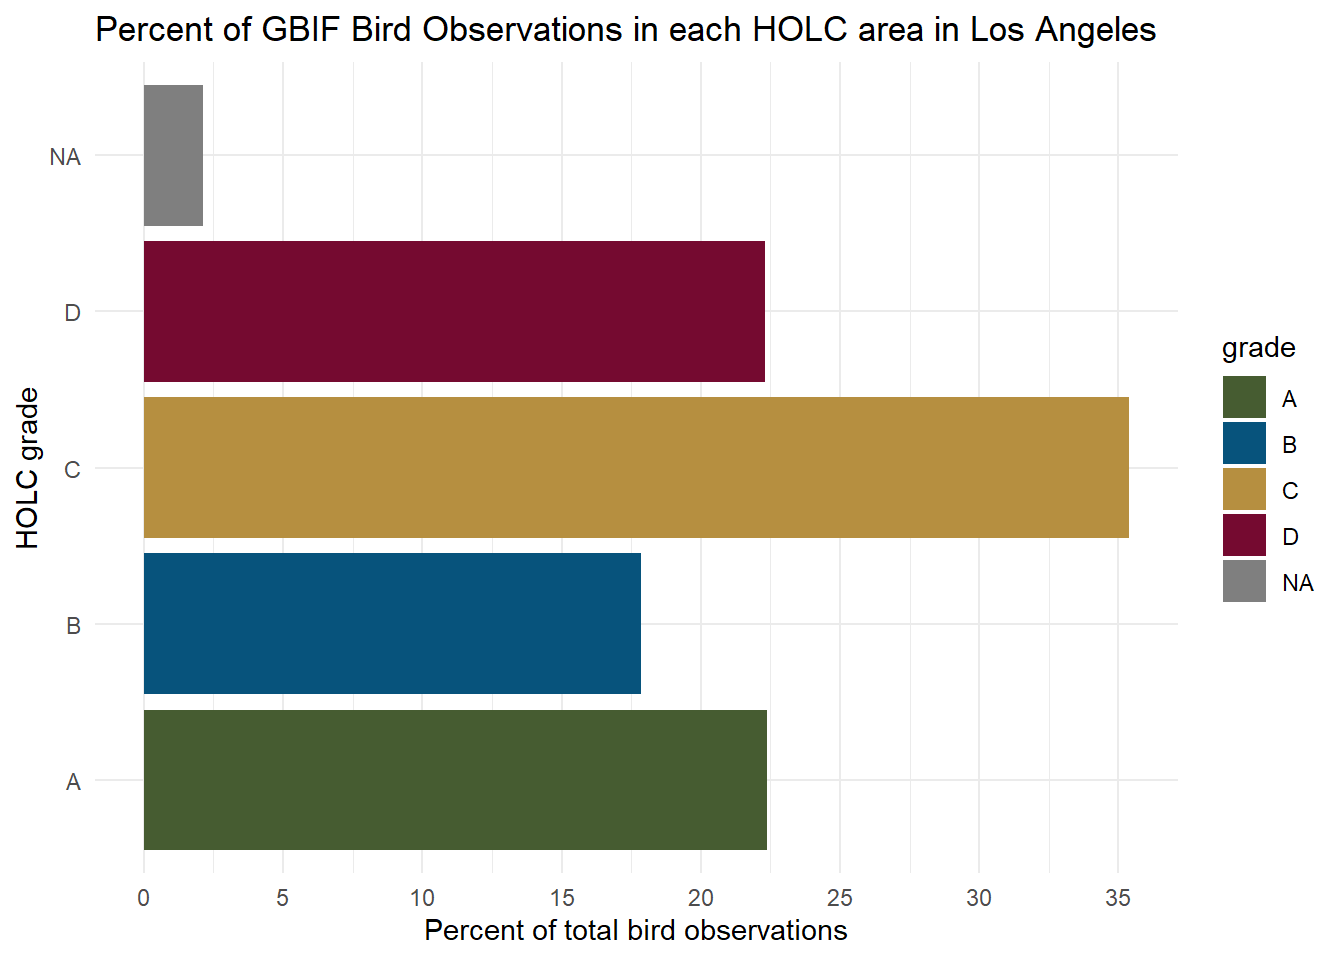 Percent of GBIF Bird Observations in each HOLC area in Los Angeles
NA
D
C
B
A
HOLC grade
0 5 10 15 20 25 30 35
Percent of total bird observations
grade
A
B
C
D
NA